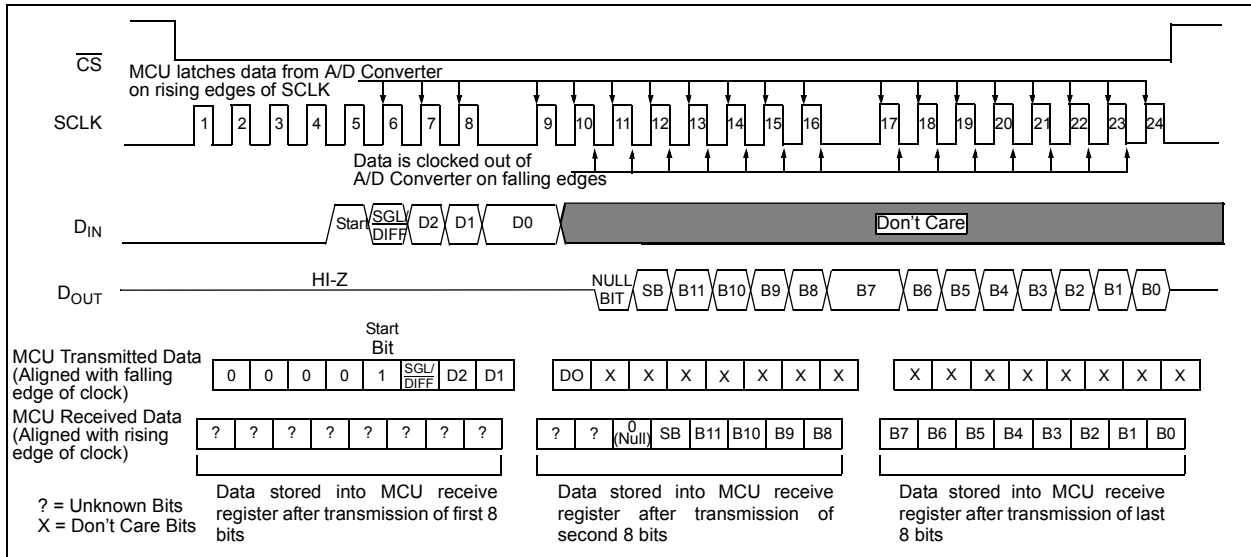 CS
MCU latches data from A/D Converter
on rising edges of SCLK
SCLK
1 2 3 4 5 6 7 8 9 10 11 12 13 14 15 16 17 18 19 20 21 22 23 24
Data is clocked out of
A/D Converter on falling edges
DIN
Start SGL/ D2 D1 D0 Don't Care
DIFF
HI-Z
DOUT
NULL SB B11 B10 B9 B8 B7 B6 B5 B4 B3 B2 B1 B0
BIT
Start
Bit
MCU Transmitted Data
(Aligned with falling
edge of clock)
0 0 0 0 1 SGL/ D2 D1 DO X X X X X X X X X X X X X X X
DIFF
MCU Received Data
(Aligned with rising
edge of clock)
? ? ? ? ? ? ? ? ? ? 0 SB B11 B10 B9 B8 B7 B6 B5 B4 B3 B2 B1 B0
(Null)
? = Unknown Bits
X = Don't Care Bits
Data stored into MCU receive
register after transmission of first 8
bits
Data stored into MCU receive
register after transmission of
second 8 bits
Data stored into MCU receive
register after transmission of last
8 bits